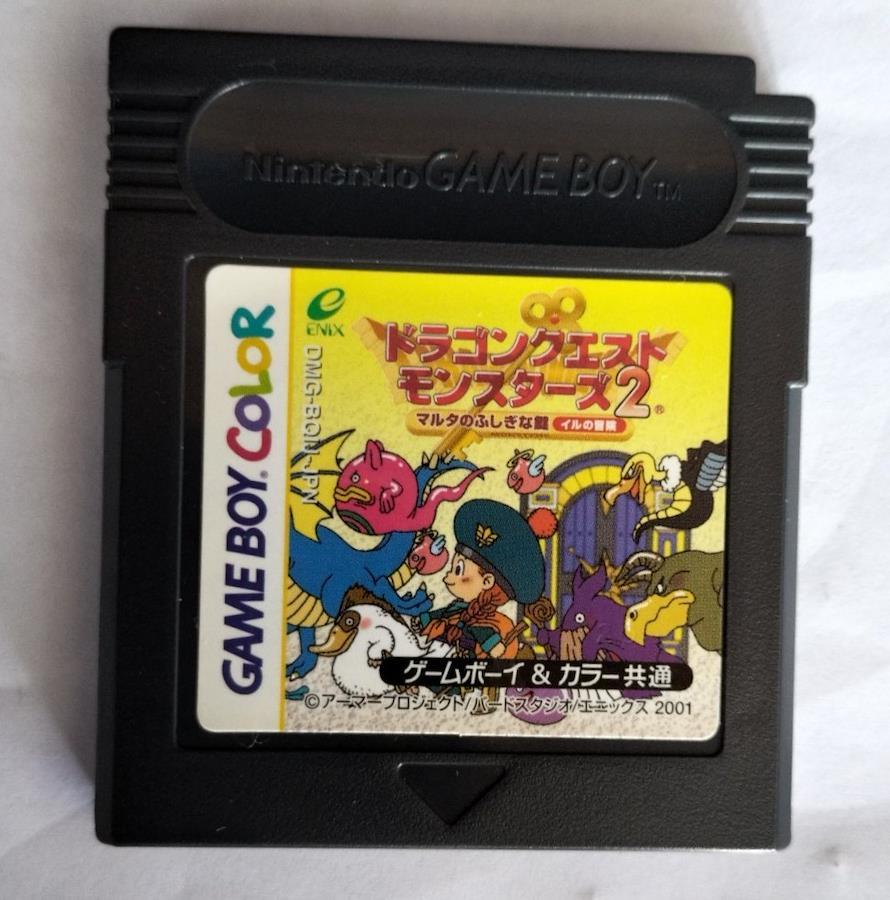 Nintendo GAME BOY TM
GAME BOY COLOR
ENIX
DMG-BQIJ-JPN
ドラゴンクエスト
モンスターズ2®
マルタのふしぎな鍵 イルの冒険
ゲームボーイ & カラー共通
©アーマープロジェクト/バードスタジオ/エニックス 2001